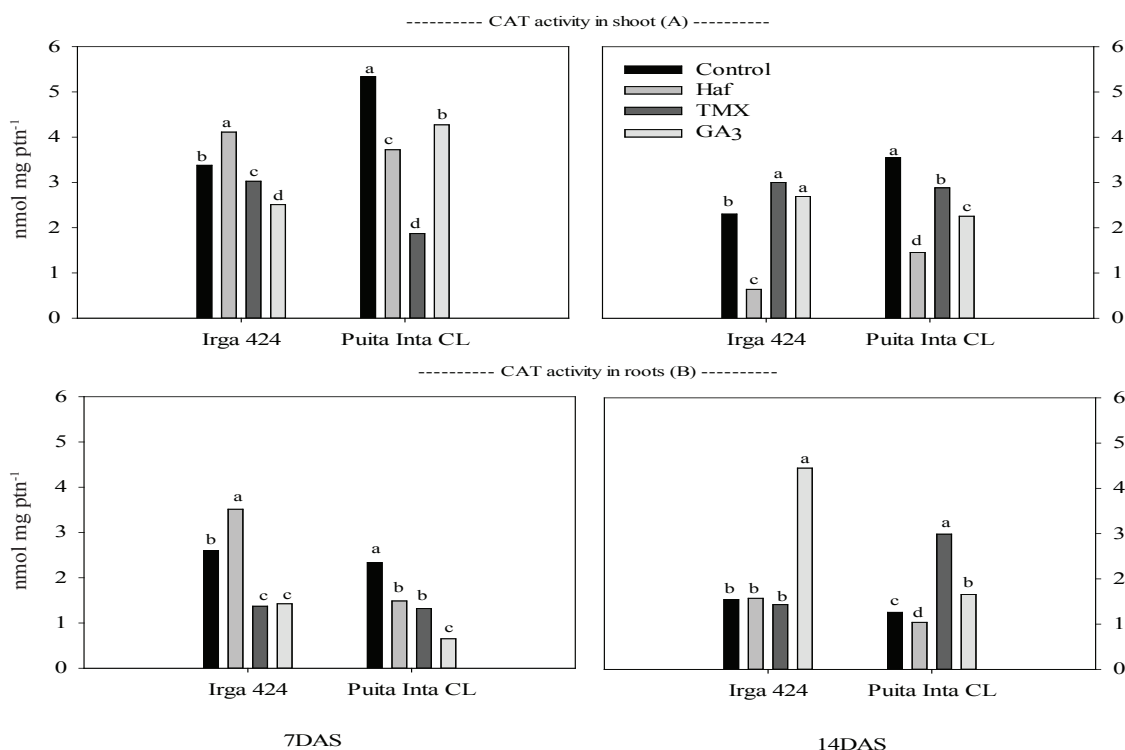 ---------- CAT activity in shoot (A) ----------
6
5
4
3
2
1
0
nmol mg ptn-1
b
a
c
d
a
c
d
b
Irga 424
Puita Inta CL
Control
Haf
TMX
GA3
b
c
a
a
a
d
b
c
6
5
4
3
2
1
0
Irga 424
Puita Inta CL
---------- CAT activity in roots (B) ----------
6
5
4
3
2
1
0
nmol mg ptn-1
b
a
c
c
a
b
b
c
Irga 424
Puita Inta CL
b
b
b
a
c
d
a
b
6
5
4
3
2
1
0
Irga 424
Puita Inta CL
7DAS
14DAS